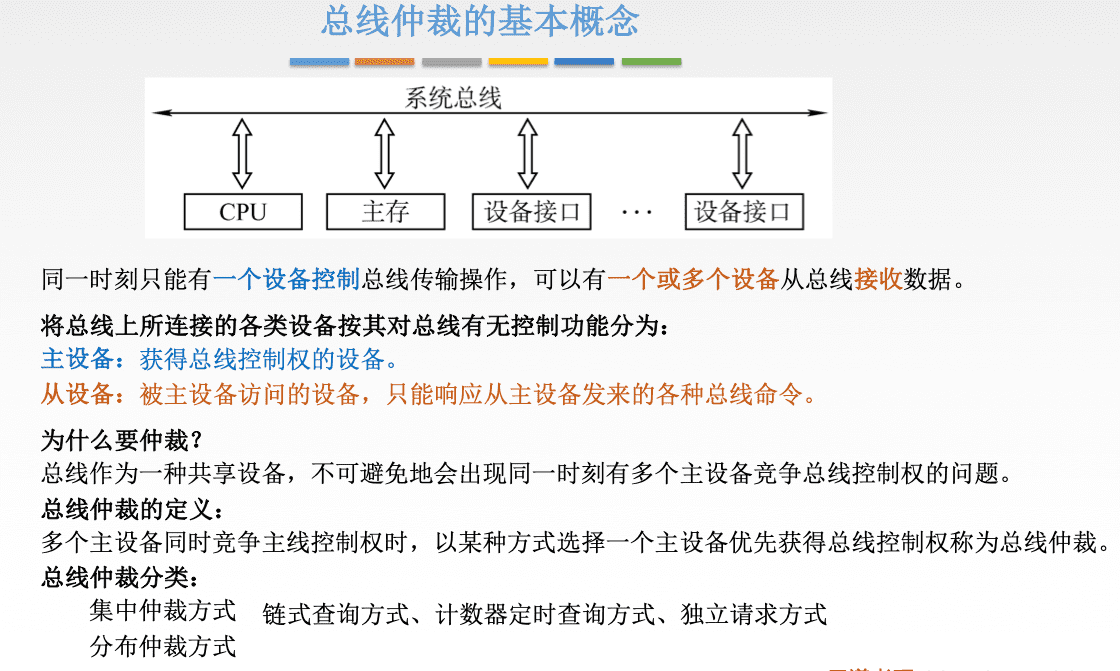 总线仲裁的基本概念
系统总线
CPU 主存 设备接口 ··· 设备接口
同一时刻只能有一个设备控制总线传输操作，可以有一个或多个设备从总线接收数据。
将总线上所连接的各类设备按其对总线有无控制功能分为：
主设备：获得总线控制权的设备。
从设备：被主设备访问的设备，只能响应从主设备发来的各种总线命令。
为什么要仲裁？
总线作为一种共享设备，不可避免地会出现同一时刻有多个主设备竞争总线控制权的问题。
总线仲裁的定义：
多个主设备同时竞争主线控制权时，以某种方式选择一个主设备优先获得总线控制权称为总线仲裁。
总线仲裁分类：
集中仲裁方式 链式查询方式、计数器定时查询方式、独立请求方式
分布仲裁方式